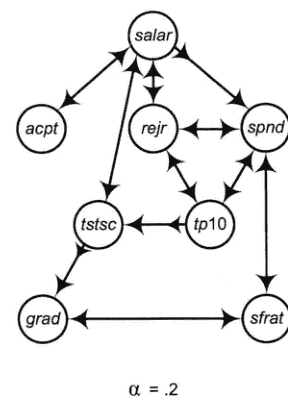 salar
acpt
rejr
spnd
tstsc
tp10
grad
sfrat
α = .2